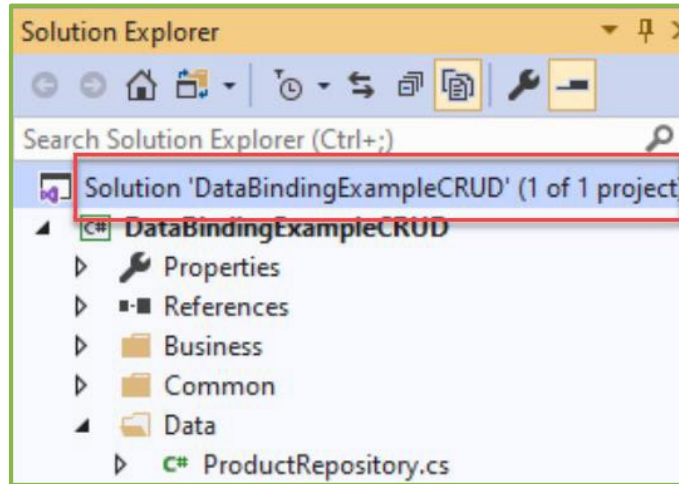 Solution Explorer
Search Solution Explorer (Ctrl+;)
Solution 'DataBindingExampleCRUD' (1 of 1 project)
C# DataBindingExampleCRUD
Properties
References
Business
Common
Data
C# ProductRepository.cs